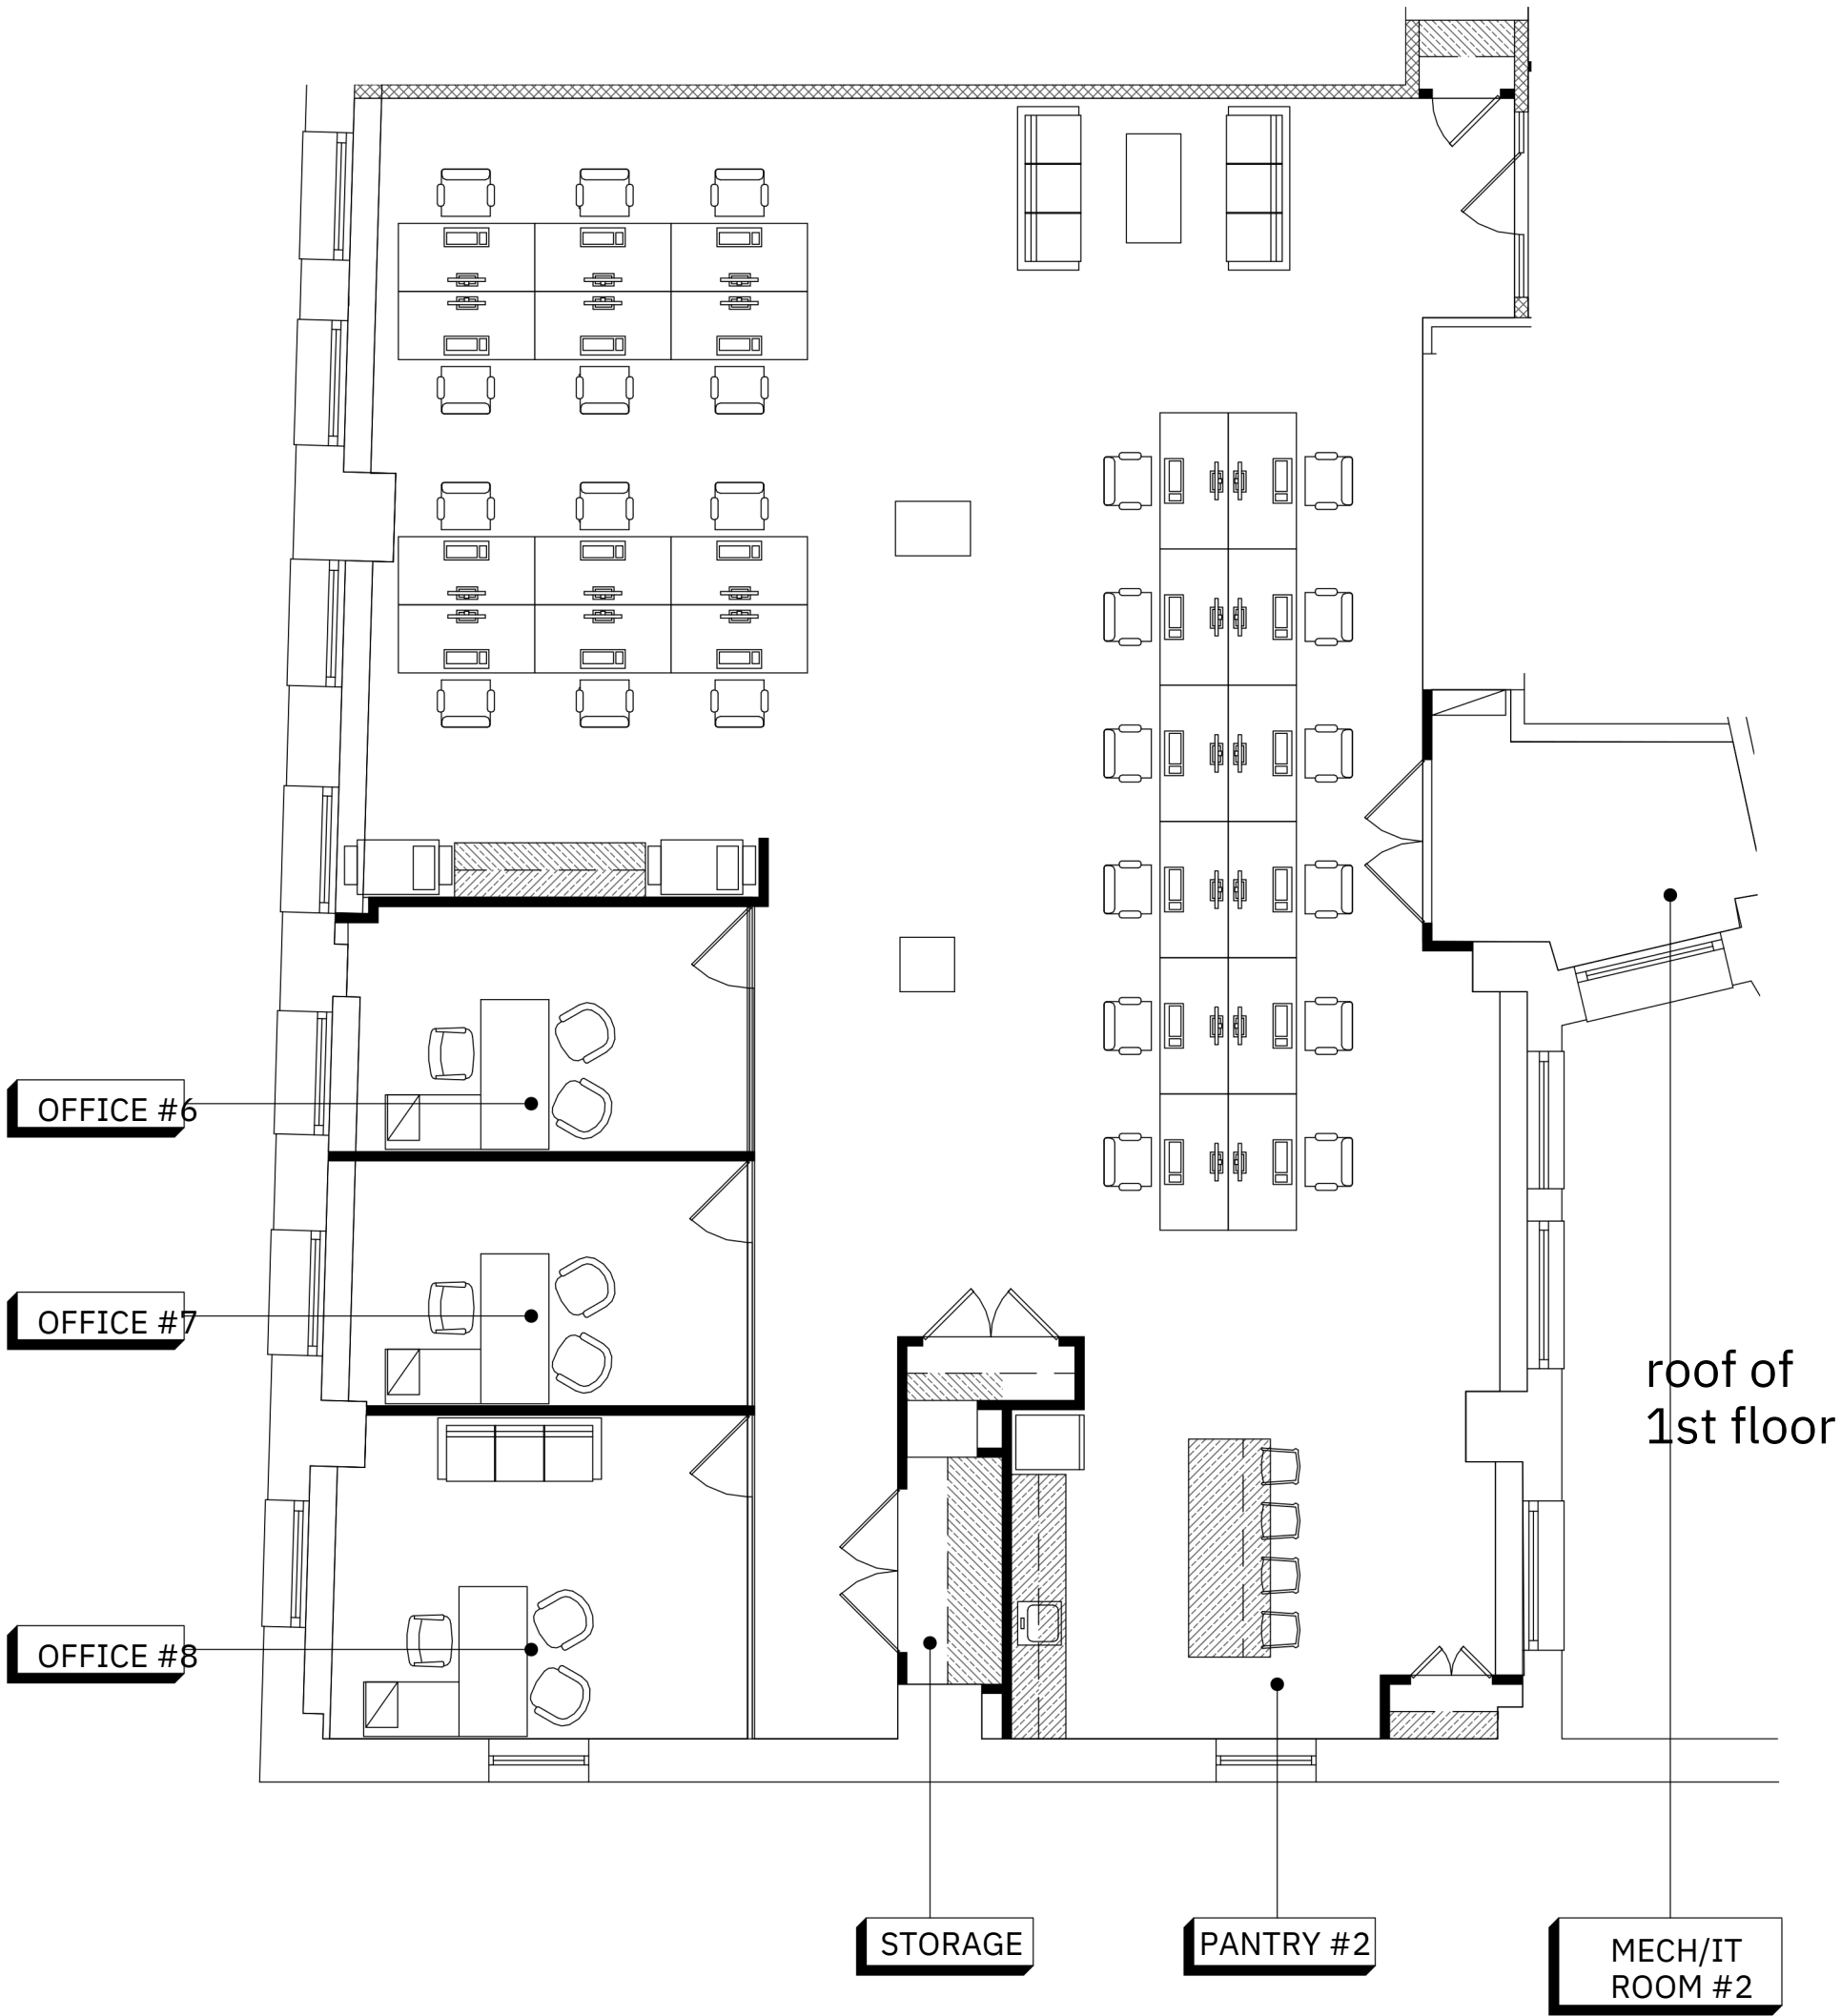 OFFICE #6
OFFICE #7
roof of
1st floor
OFFICE #8
STORAGE
PANTRY #2
MECH/IT
ROOM #2